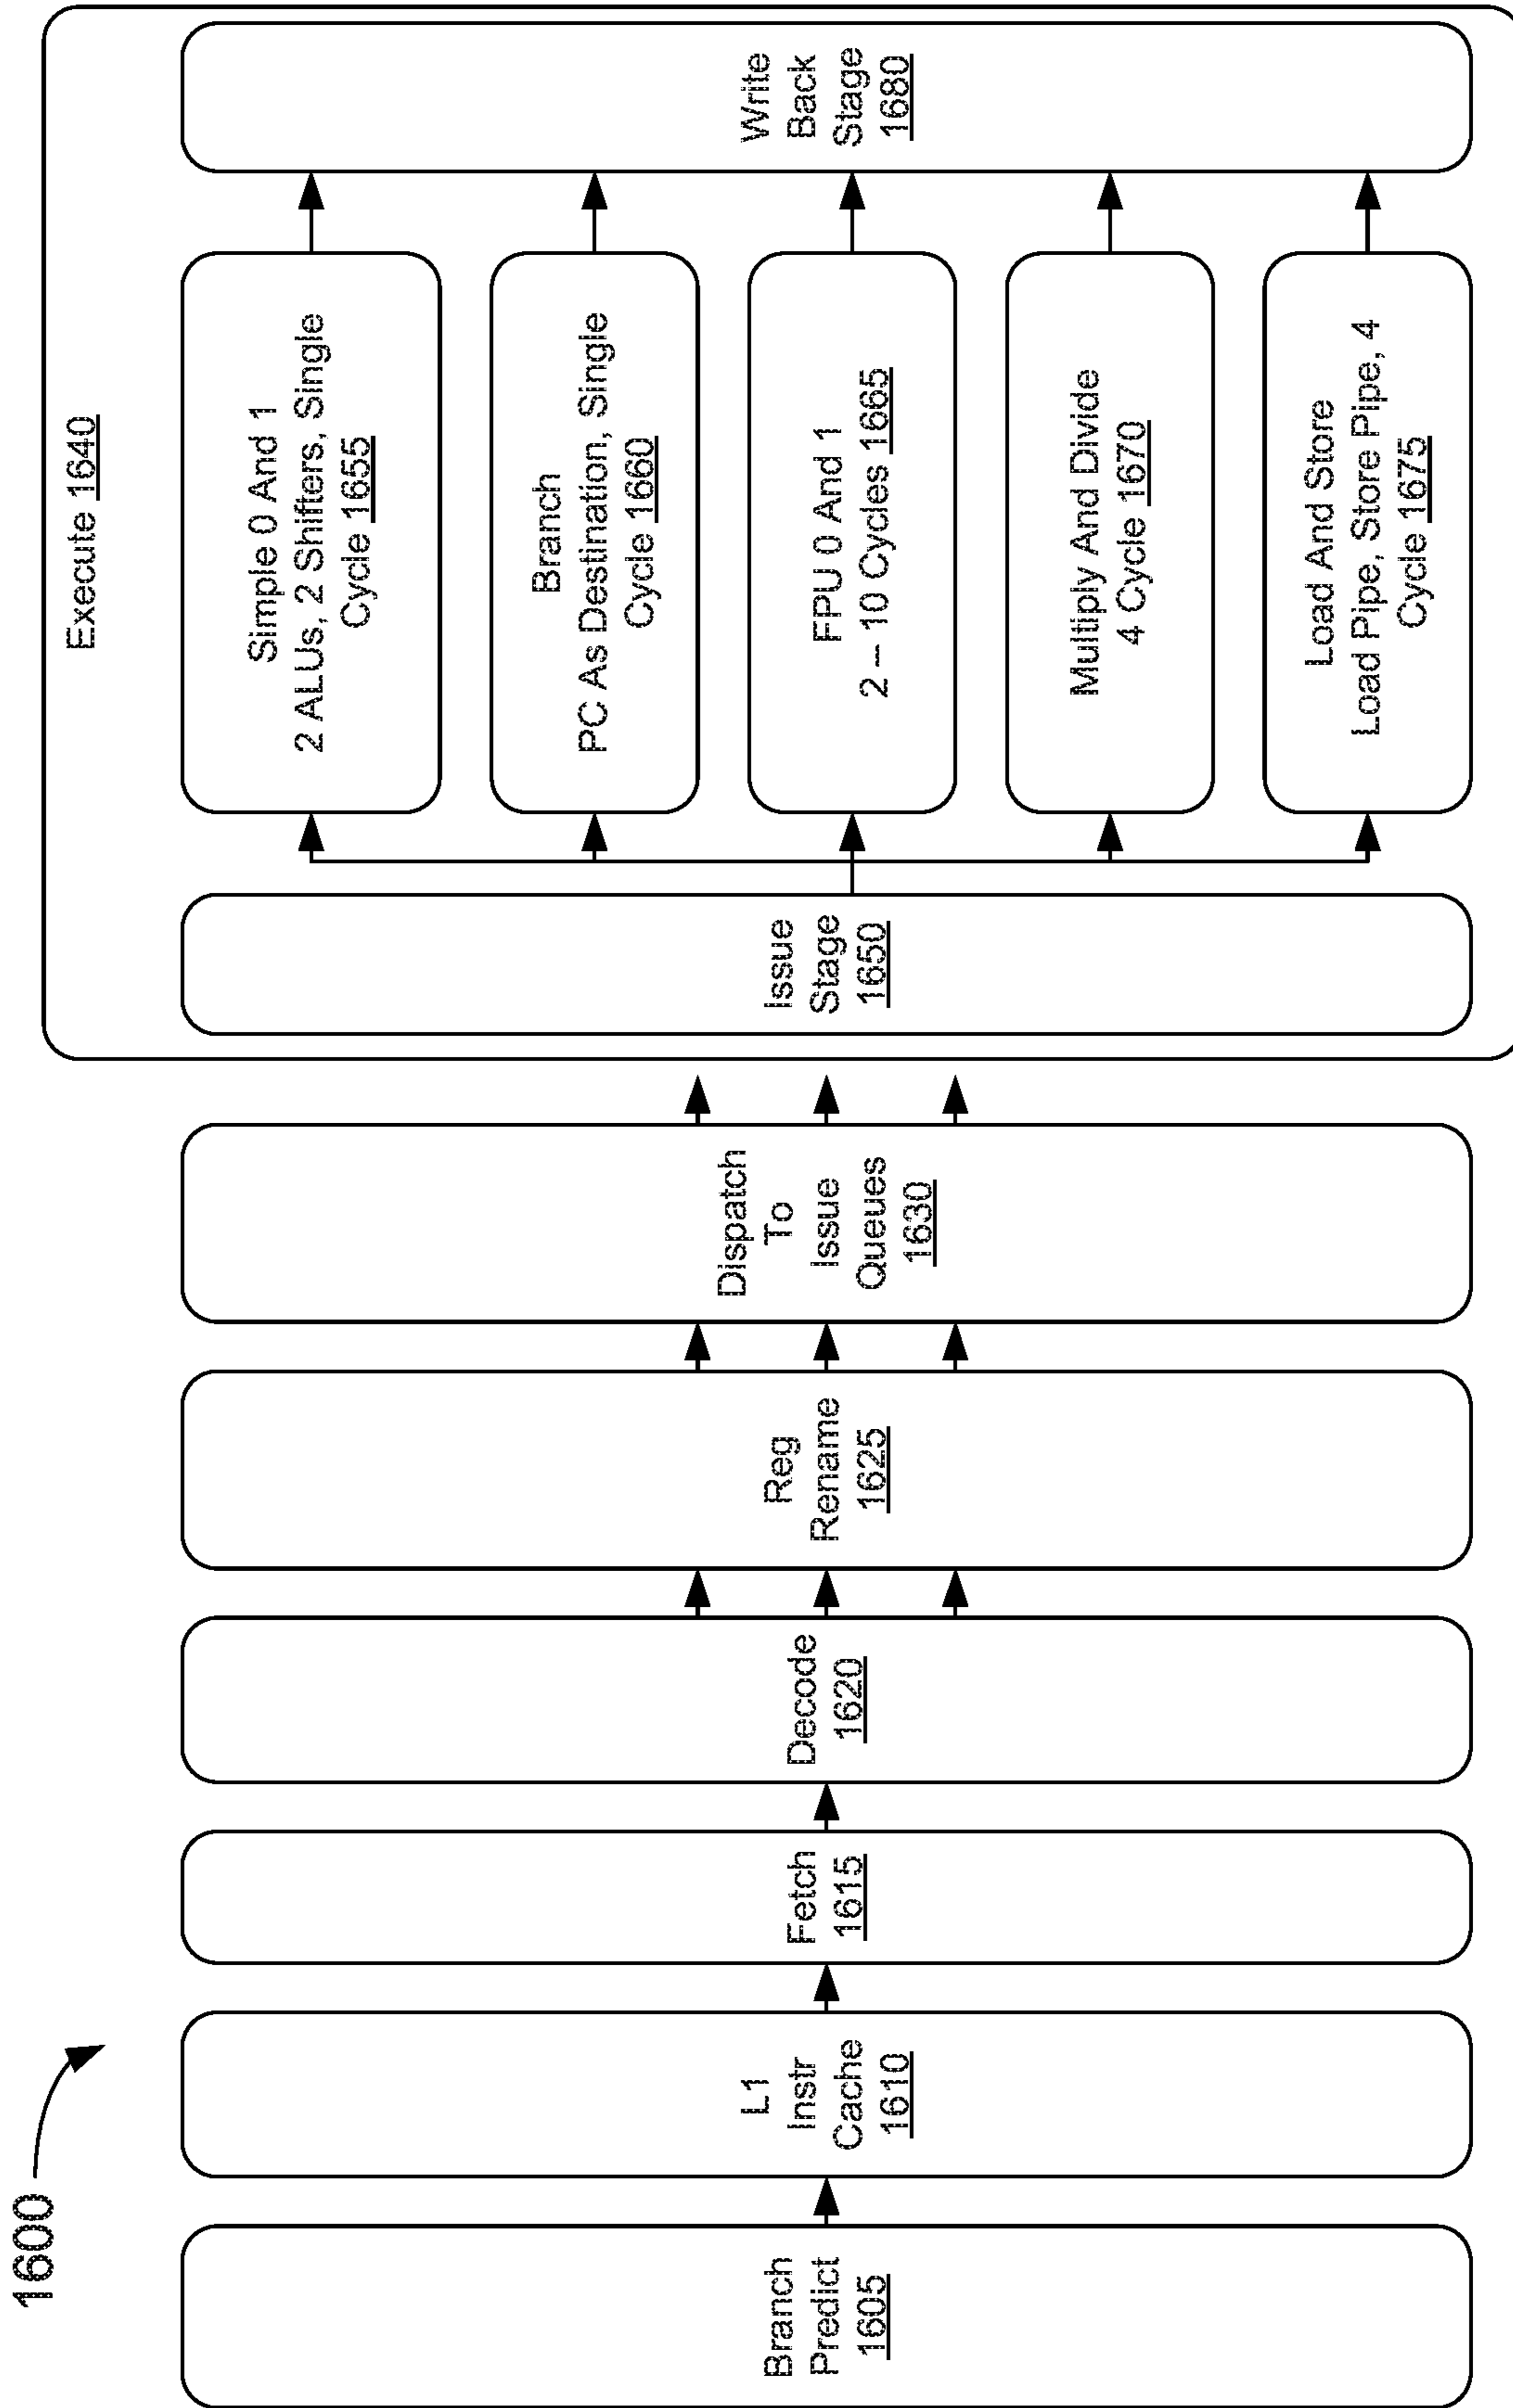 1600
Branch
Predict
1605
L1
Instr
Cache
1610
Fetch
1615
Decode
1620
Reg
Rename
1625
Dispatch
To
Issue
Queues
1630
Execute 1640
Issue
Stage
1650
Simple 0 And 1
2 ALUs, 2 Shifters, Single
Cycle 1655
Branch
PC As Destination, Single
Cycle 1660
FPU 0 And 1
2 – 10 Cycles 1665
Multiply And Divide
4 Cycle 1670
Load And Store
Load Pipe, Store Pipe, 4
Cycle 1675
Write
Back
Stage
1680